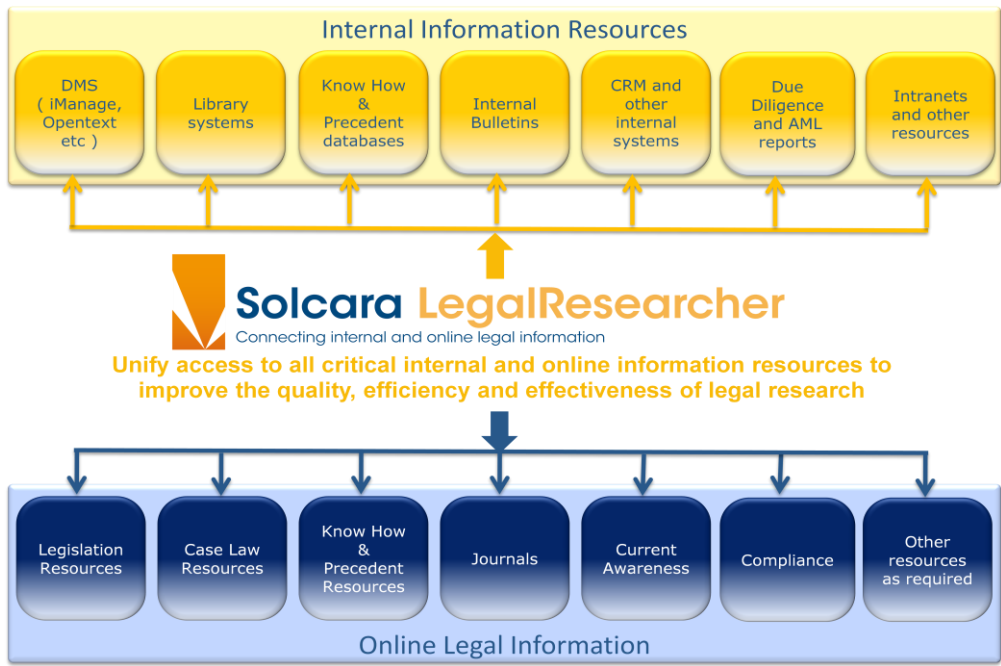 Internal Information Resources
DMS
( iManage,
Opentext
etc )
Library
systems
Know How
&
Precedent
databases
Internal
Bulletins
CRM and
other
internal
systems
Due
Diligence
and AML
reports
Intranets
and other
resources
Solcara LegalResearcher
Connecting internal and online legal information
Unify access to all critical internal and online information resources to
improve the quality, efficiency and effectiveness of legal research
Legislation
Resources
Case Law
Resources
Know How
&
Precedent
Resources
Journals
Current
Awareness
Compliance
Other
resources
as required
Online Legal Information